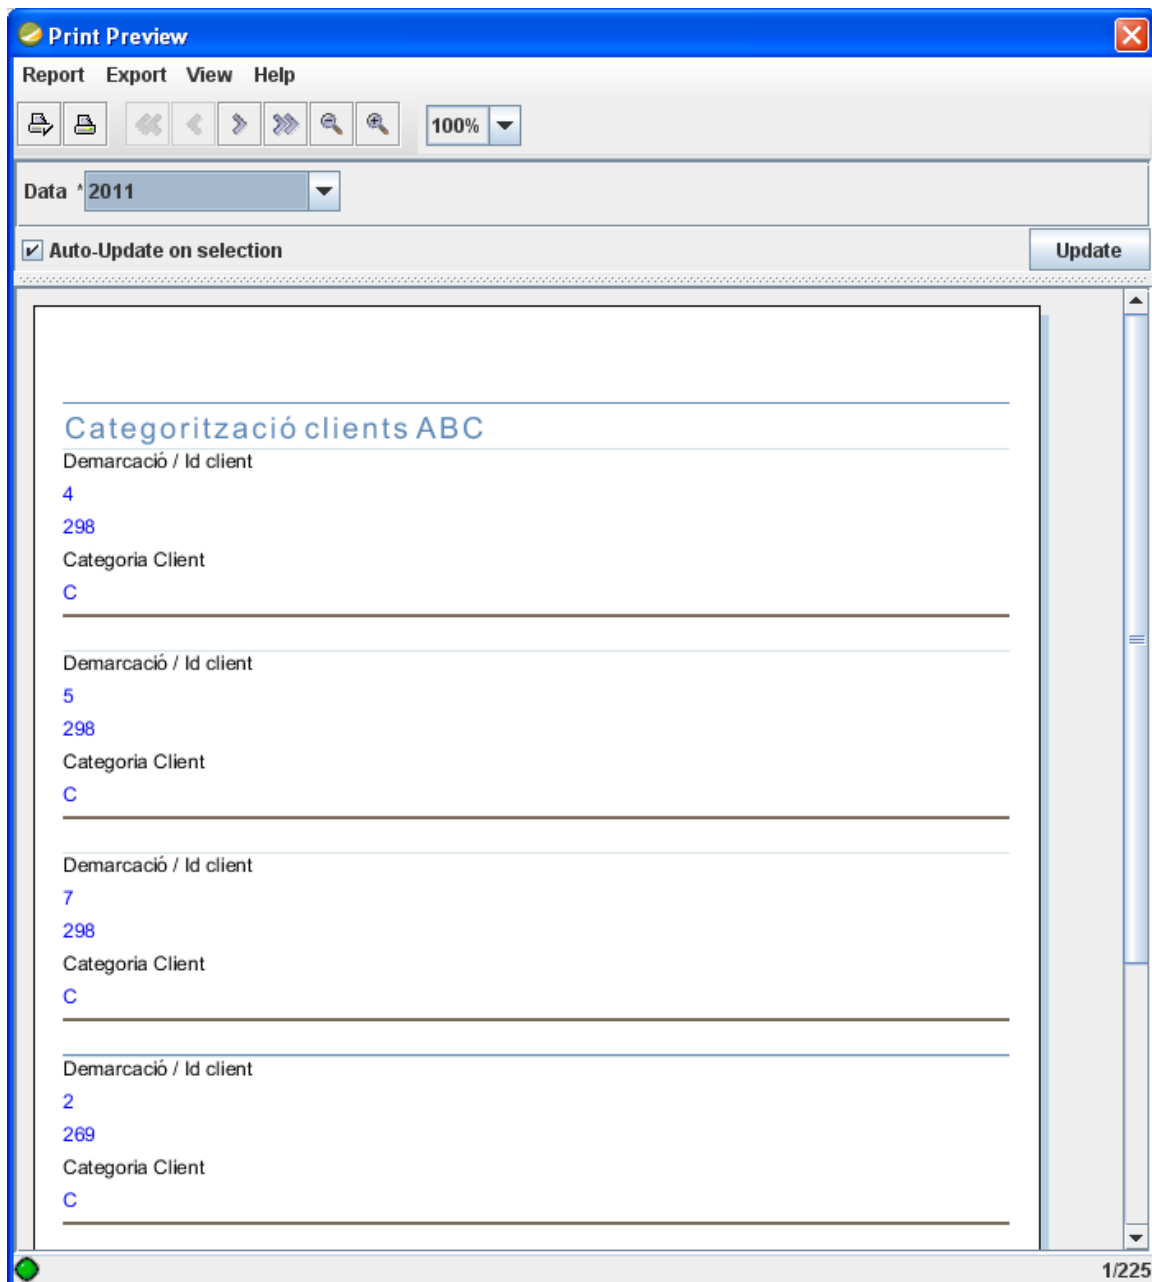 Print Preview
Report Export View Help
100%
Data * 2011
Auto-Update on selection Update
Categorització clients ABC
Demarcació / Id client
4
298
Categoria Client
C
Demarcació / Id client
5
298
Categoria Client
C
Demarcació / Id client
7
298
Categoria Client
C
Demarcació / Id client
2
269
Categoria Client
C
1/225